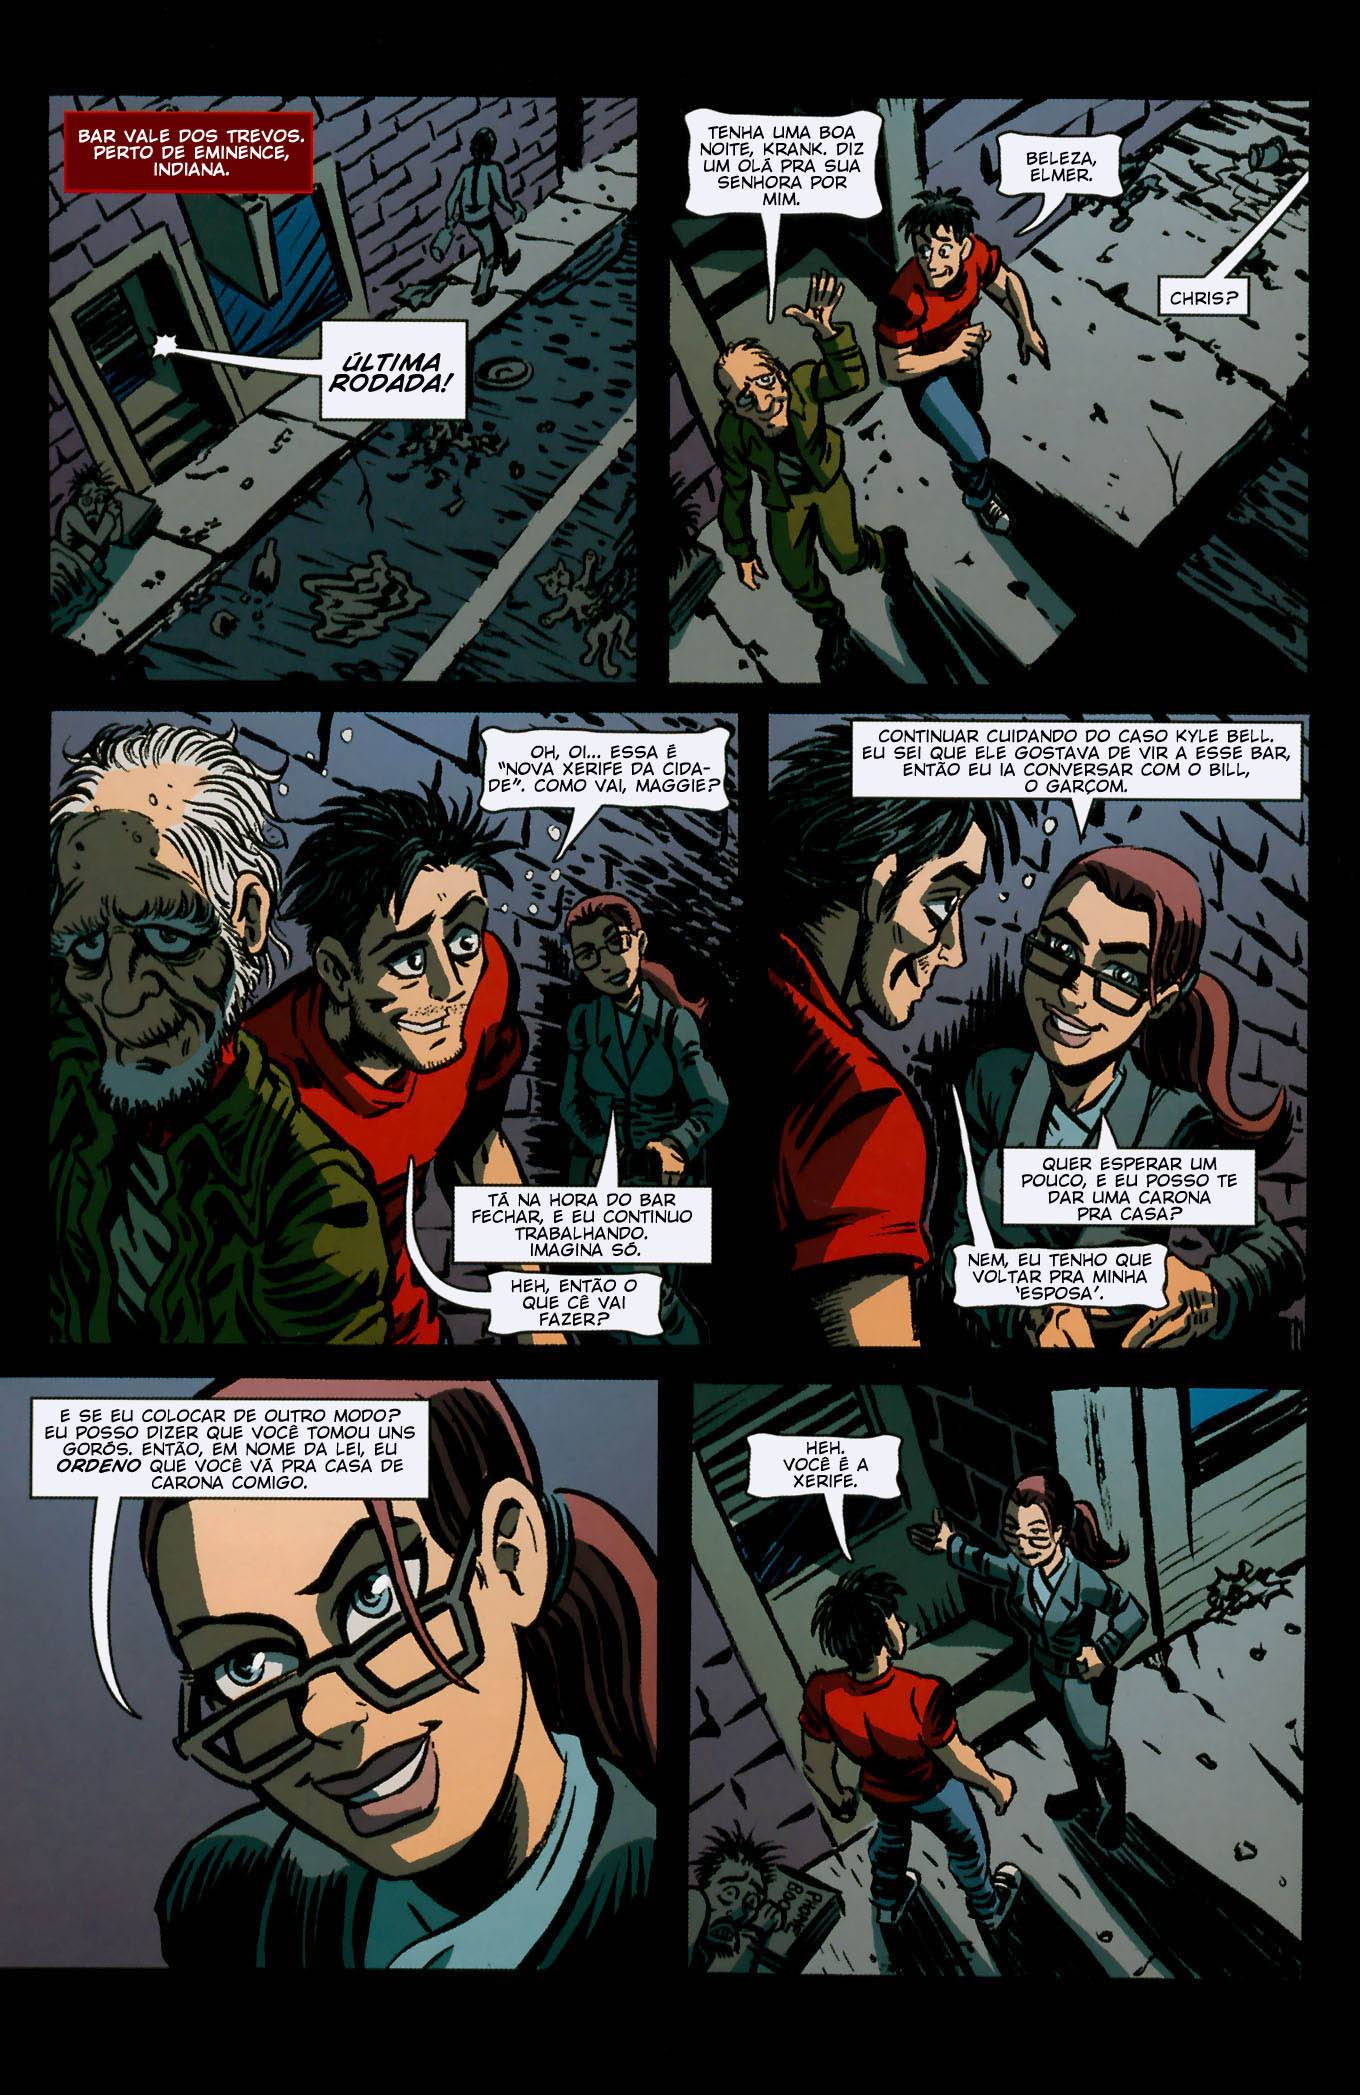 BAR VALE DOS TREVOS.
PERTO DE EMINENCE,
INDIANA.
ÚLTIMA
RODADA!
TENHA UMA BOA
NOITE, KRANK. DIZ
UM OLÁ PRA SUA
SENHORA POR
MIM.
BELEZA,
ELMER.
CHRIS?
OH, OI... ESSA É
“NOVA XERIFE DA CIDA-
DE”. COMO VAI, MAGGIE?
TÁ NA HORA DO BAR
FECHAR, E EU CONTINUO
TRABALHANDO.
IMAGINA SÓ.
HEH, ENTÃO O
QUE CÊ VAI
FAZER?
CONTINUAR CUIDANDO DO CASO KYLE BELL.
EU SEI QUE ELE GOSTAVA DE VIR A ESSE BAR,
ENTÃO EU IA CONVERSAR COM O BILL,
O GARÇOM.
QUER ESPERAR UM
POUCO, E EU POSSO TE
DAR UMA CARONA
PRA CASA?
NEM, EU TENHO QUE
VOLTAR PRA MINHA
‘ESPOSA’.
E SE EU COLOCAR DE OUTRO MODO?
EU POSSO DIZER QUE VOCÊ TOMOU UNS
GORÓS. ENTÃO, EM NOME DA LEI, EU
ORDENO QUE VOCÊ VÁ PRA CASA DE
CARONA COMIGO.
HEH.
VOCÊ É A
XERIFE.
PHONE
BOOK